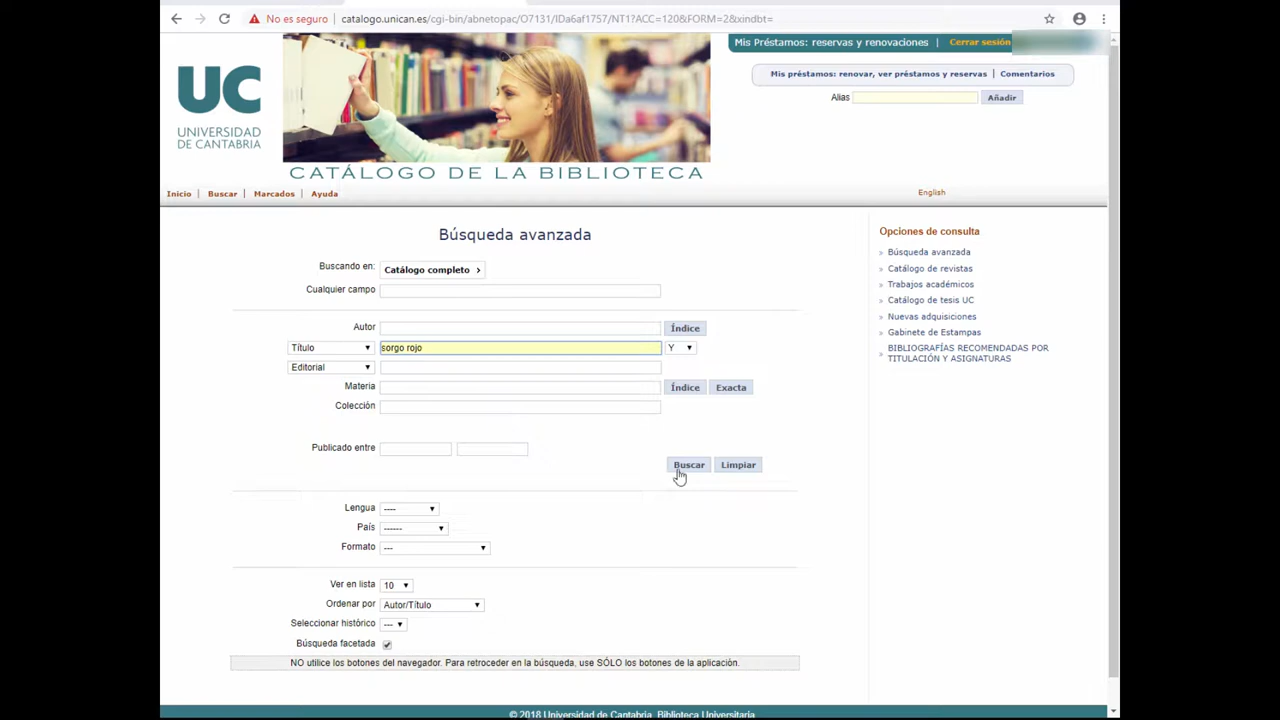 No es seguro | catalogo.unican.es/cgi-bin/abnetopac/O7131/IDa6af1757/NT1?ACC=120&FORM=2&xindbt=
Mis Préstamos: reservas y renovaciones | Cerrar sesión
UC
UNIVERSIDAD
DE CANTABRIA
CATÁLOGO DE LA BIBLIOTECA
Mis préstamos: renovar, ver préstamos y reservas | Comentarios
Alias Añadir
Inicio | Buscar | Marcados | Ayuda English
Búsqueda avanzada
Buscando en: Catálogo completo ›
Cualquier campo
Autor Índice
Título sorgo rojo Y
Editorial
Materia Índice Exacta
Colección
Publicado entre
Buscar Limpiar
Lengua ----
País ------
Formato ---
Ver en lista 10
Ordenar por Autor/Título
Seleccionar histórico ---
Búsqueda facetada
NO utilice los botones del navegador. Para retroceder en la búsqueda, use SÓLO los botones de la aplicación.
Opciones de consulta
» Búsqueda avanzada
» Catálogo de revistas
» Trabajos académicos
» Catálogo de tesis UC
» Nuevas adquisiciones
» Gabinete de Estampas
» BIBLIOGRAFÍAS RECOMENDADAS POR
TITULACIÓN Y ASIGNATURAS
© 2018 Universidad de Cantabria. Biblioteca Universitaria